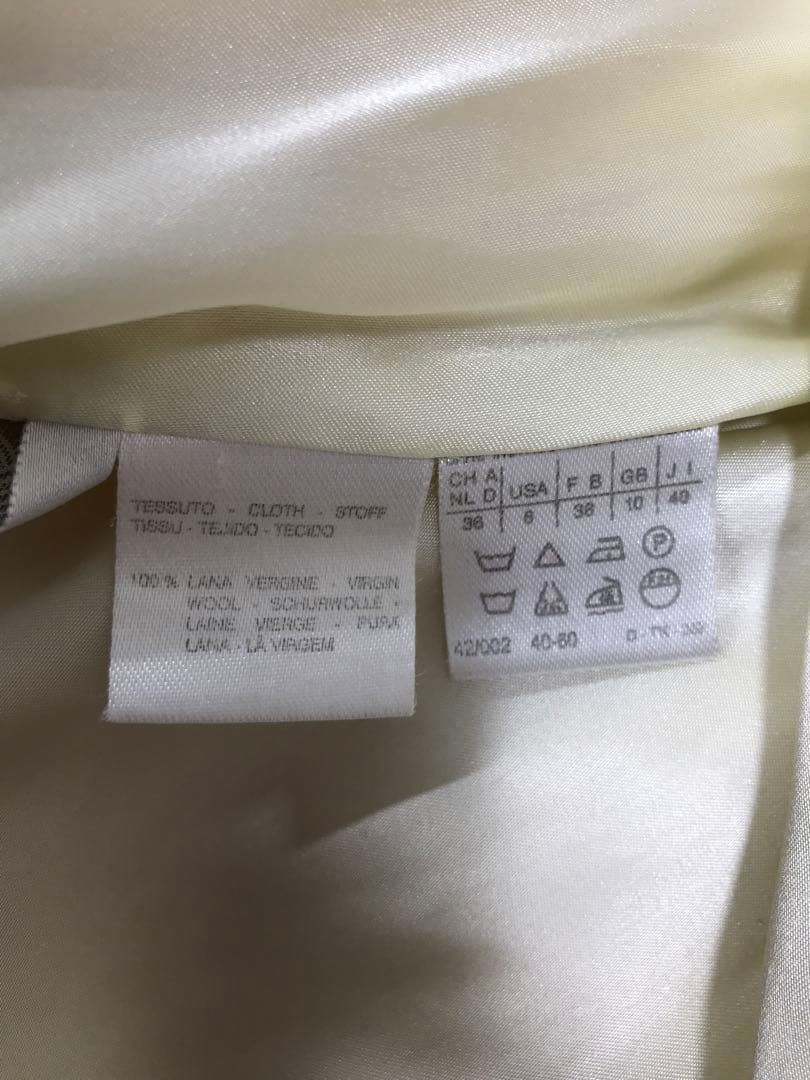 TESSUTO - CLOTH - STOFF
TISSU - TEJIDO - TECIDO
100% LANA VERGINE - VIRGIN
WOOL - SCHURWOLLE -
LAINE VIERGE - PURA
LANA - LÀ VIRGEM
CH A
NL D USA F B GB J I
36 6 38 10 40
P
42/002 40-60